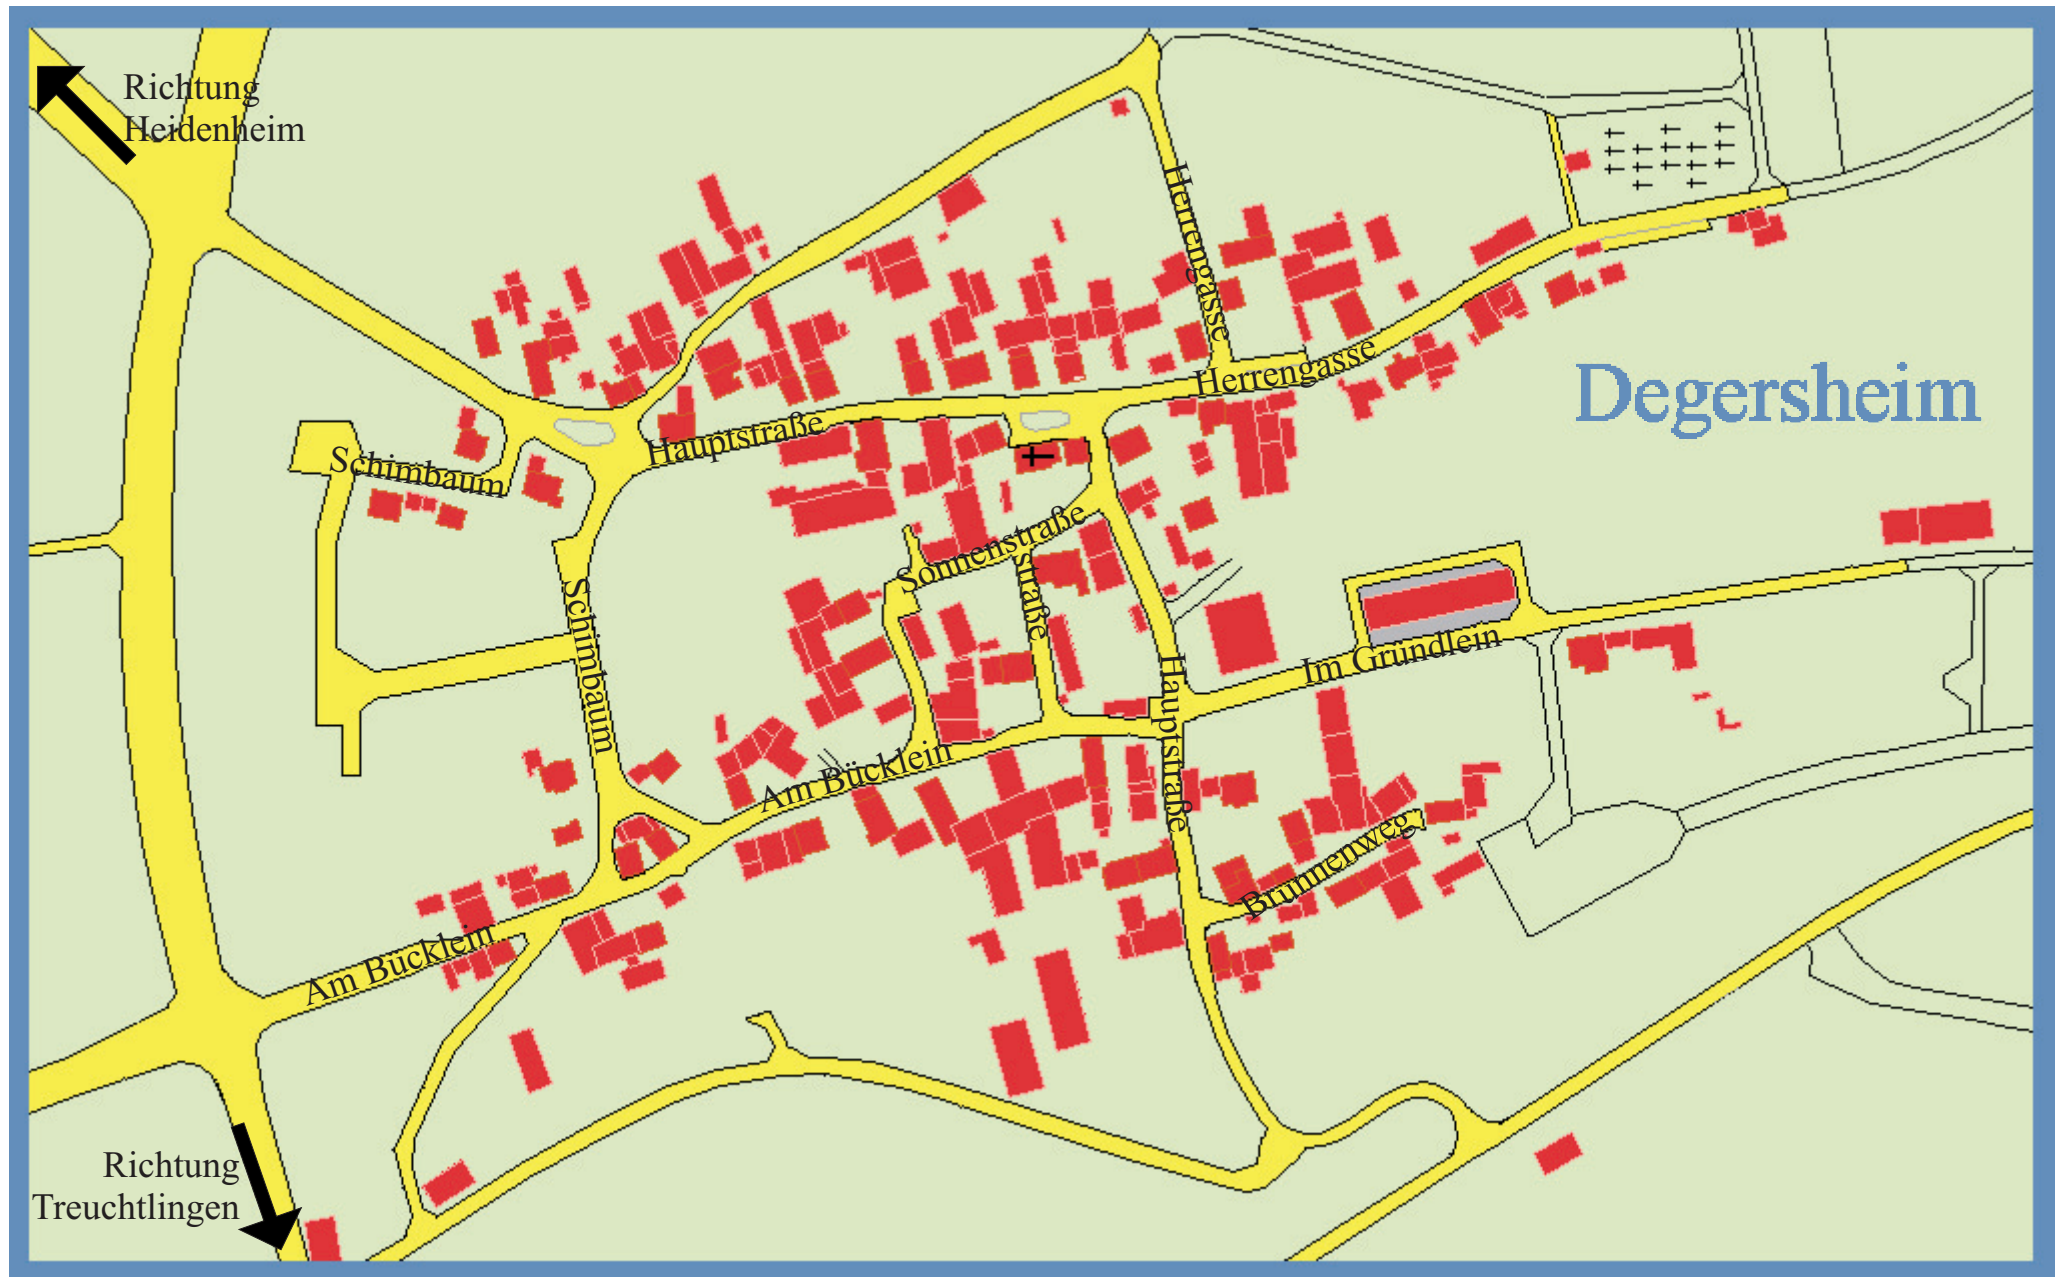 Richtung
Heidenheim
Herrengasse
Herrengasse
Degersheim
Hauptstraße
Schimbaum
Sonnenstraße
straße
Schimbaum
Im Gründlein
Hauptstraße
Am Bücklein
Brunnenweg
Am Bücklein
Richtung
Treuchtlingen